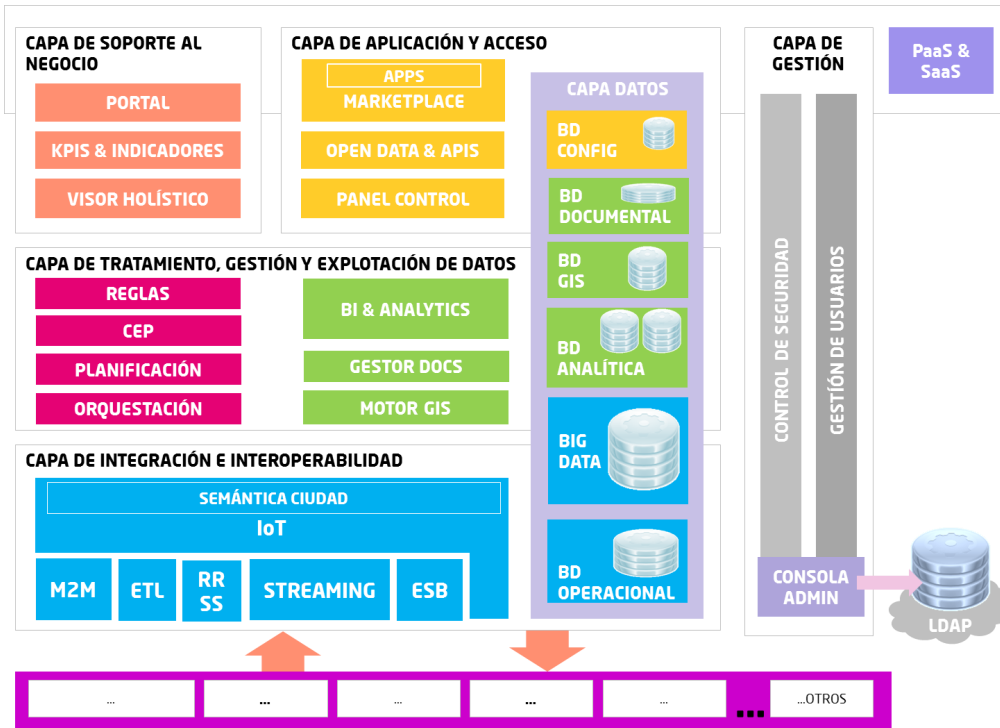 CAPA DE SOPORTE AL
NEGOCIO
PORTAL
KPIS & INDICADORES
VISOR HOLÍSTICO
CAPA DE APLICACIÓN Y ACCESO
APPS
MARKETPLACE
OPEN DATA & APIS
PANEL CONTROL
CAPA DATOS
BD
CONFIG
BD
DOCUMENTAL
BD
GIS
BD
ANALÍTICA
BIG
DATA
BD
OPERACIONAL
CAPA DE
GESTIÓN
CONTROL DE SEGURIDAD
GESTÍÓN DE USUARIOS
CONSOLA
ADMIN
LDAP
PaaS &
SaaS
CAPA DE TRATAMIENTO, GESTIÓN Y EXPLOTACIÓN DE DATOS
REGLAS
CEP
PLANIFICACIÓN
ORQUESTACIÓN
BI & ANALYTICS
GESTOR DOCS
MOTOR GIS
CAPA DE INTEGRACIÓN E INTEROPERABILIDAD
SEMÁNTICA CIUDAD
IoT
M2M
ETL
RR
SS
STREAMING
ESB
...
...
...
...
...
...
...OTROS